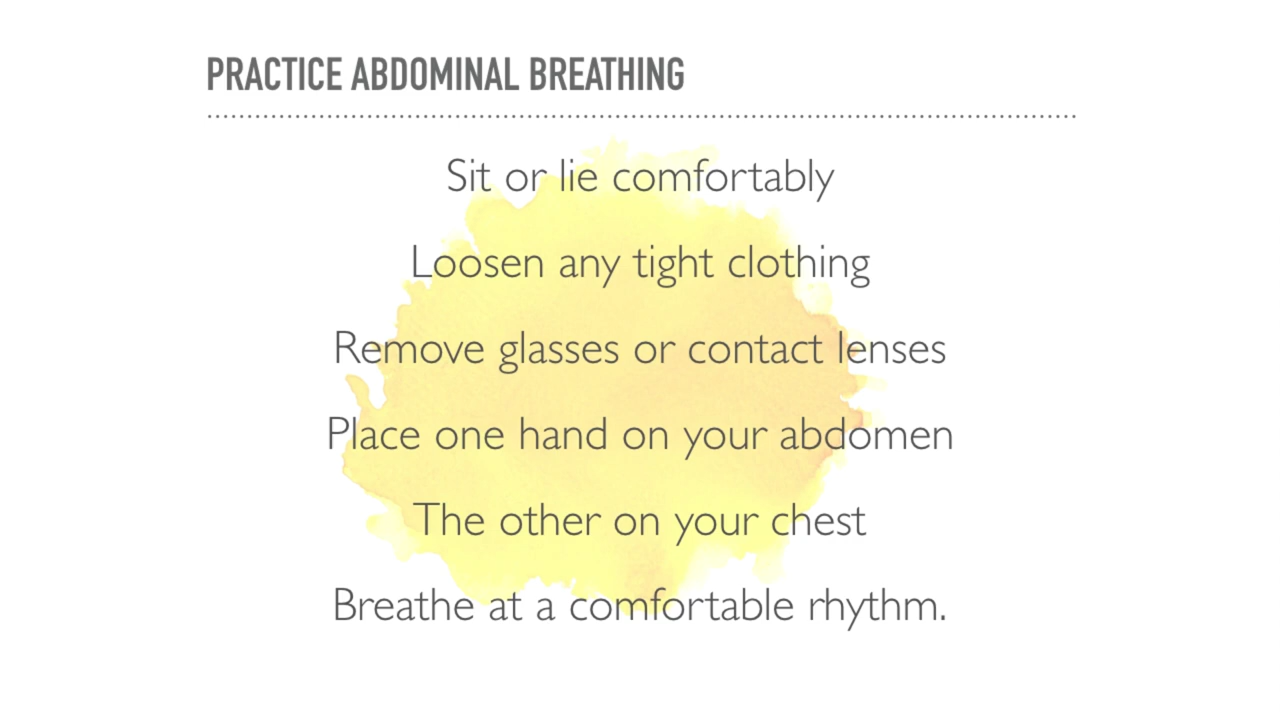 PRACTICE ABDOMINAL BREATHING
Sit or lie comfortably
Loosen any tight clothing
Remove glasses or contact lenses
Place one hand on your abdomen
The other on your chest
Breathe at a comfortable rhythm.